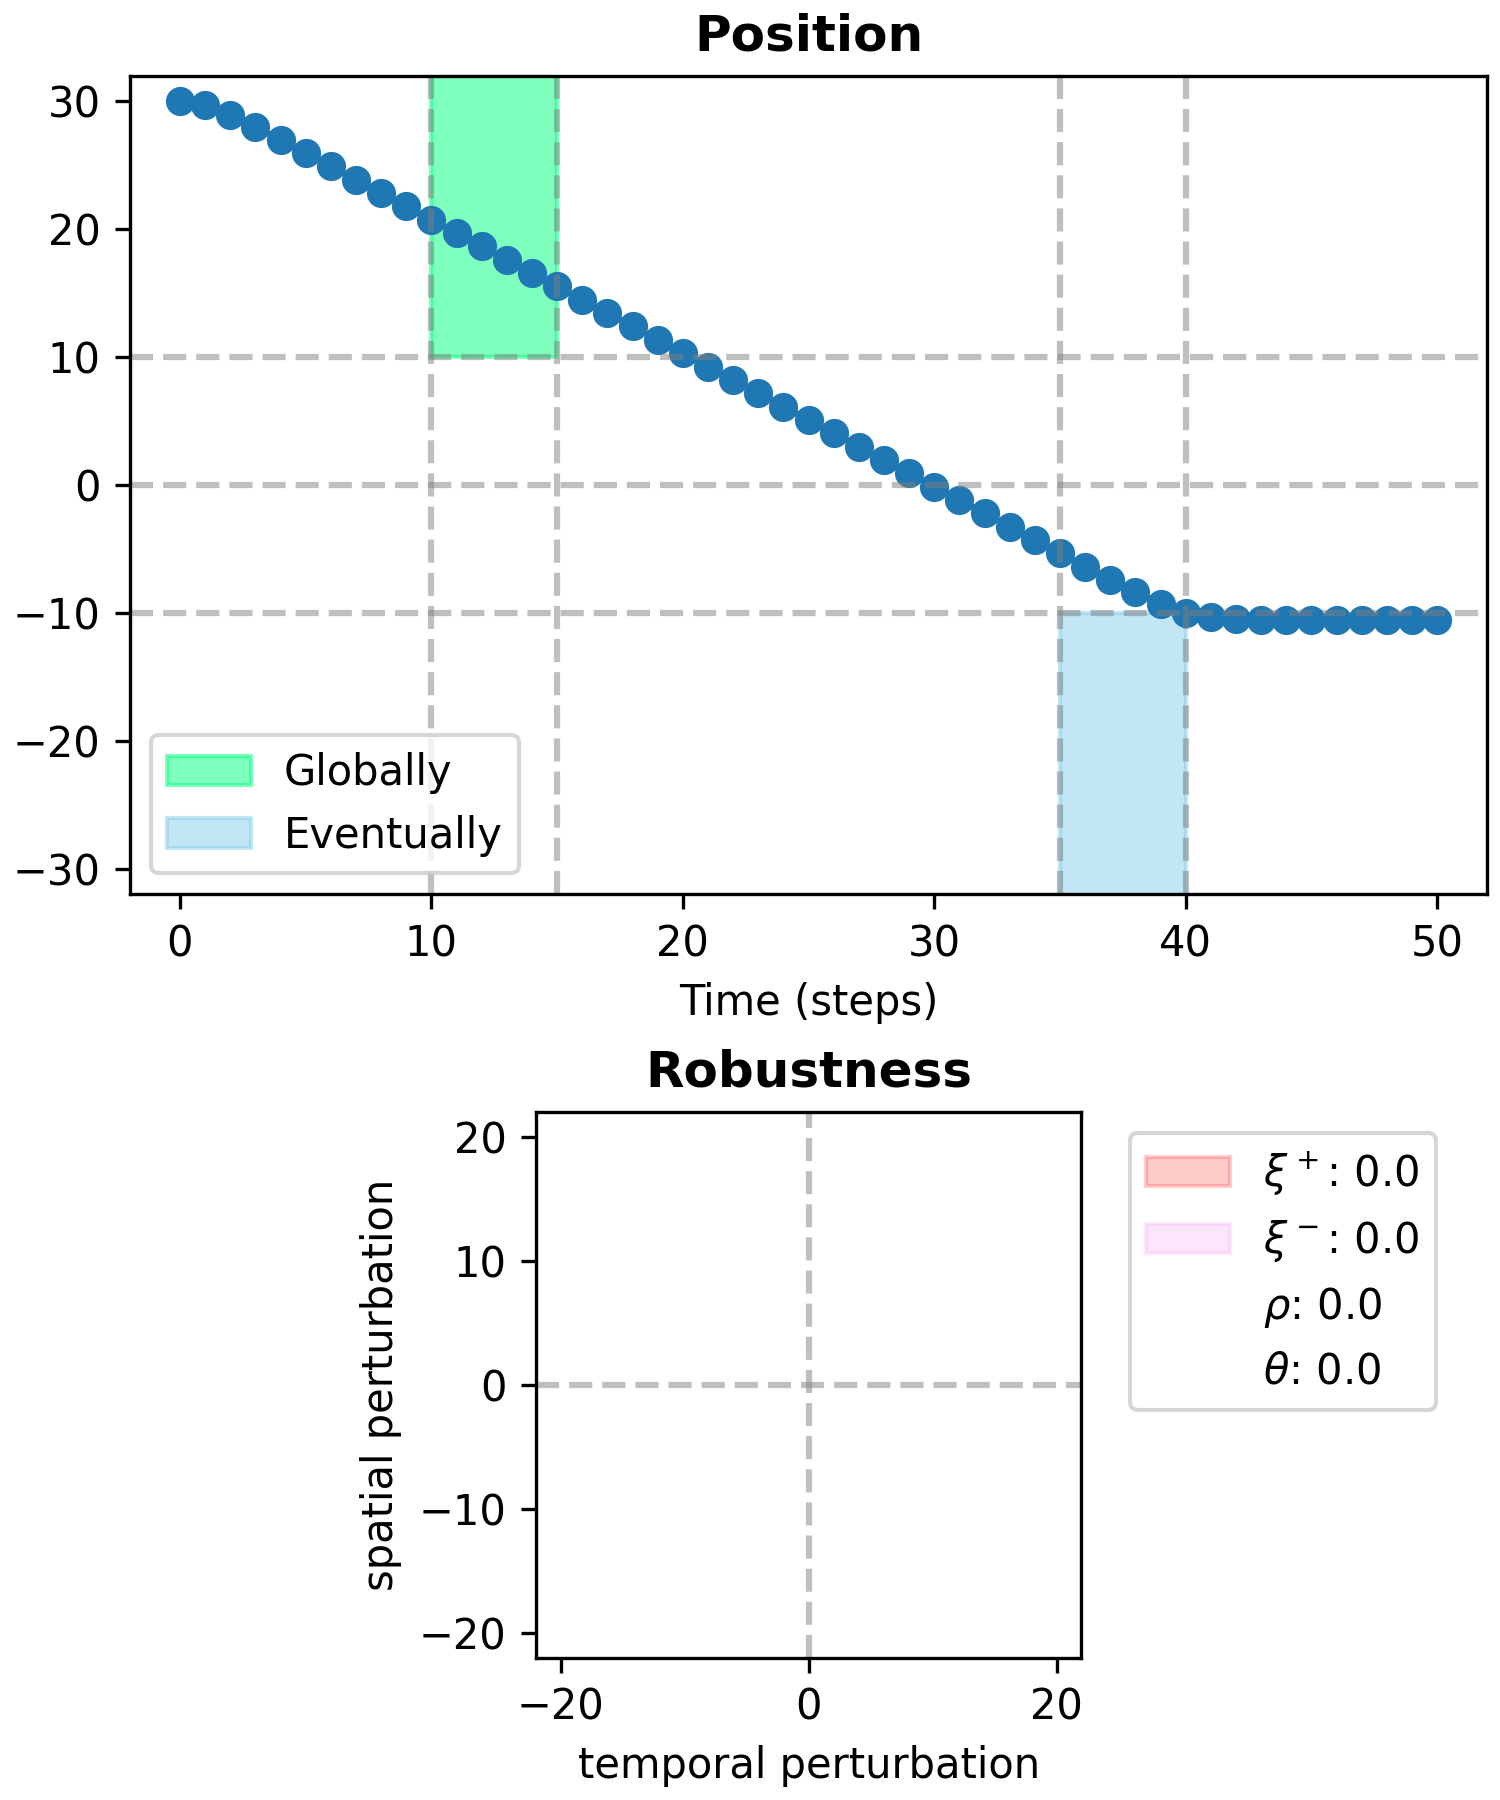 Position
30
20
10
0
−10
−20
−30
Globally
Eventually
0 10 20 30 40 50
Time (steps)
Robustness
20
10
0
−10
−20
spatial perturbation
−20 0 20
temporal perturbation
ξ⁺: 0.0
ξ⁻: 0.0
ρ: 0.0
θ: 0.0